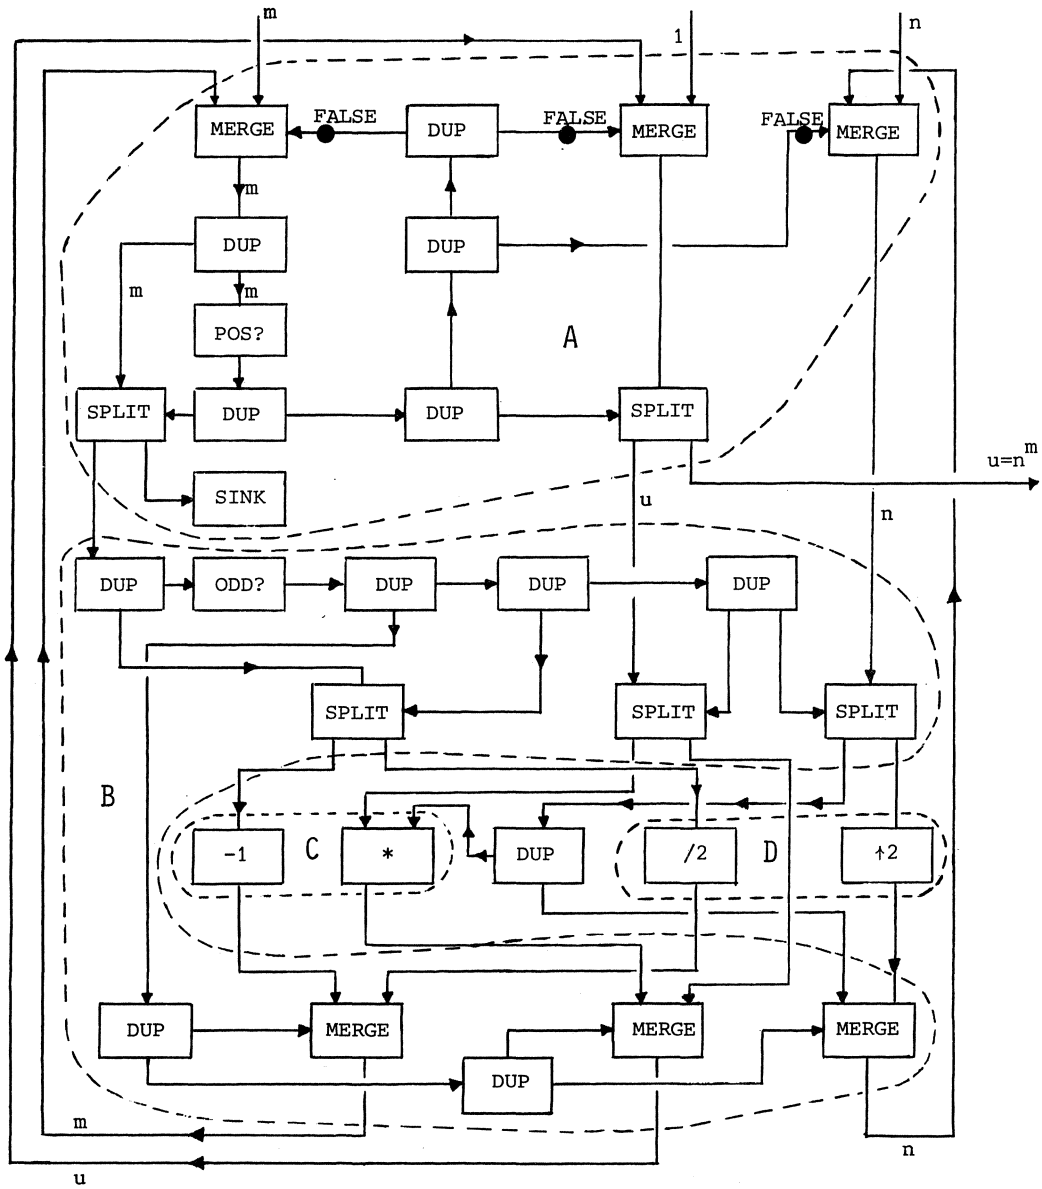 m
1
n
FALSE
FALSE
FALSE
MERGE
DUP
MERGE
MERGE
m
DUP
DUP
m
m
POS?
A
SPLIT
DUP
DUP
SPLIT
u=n^m
SINK
u
n
DUP
ODD?
DUP
DUP
DUP
SPLIT
SPLIT
SPLIT
B
-1
C
*
DUP
/2
D
↑2
DUP
MERGE
MERGE
MERGE
DUP
m
n
u